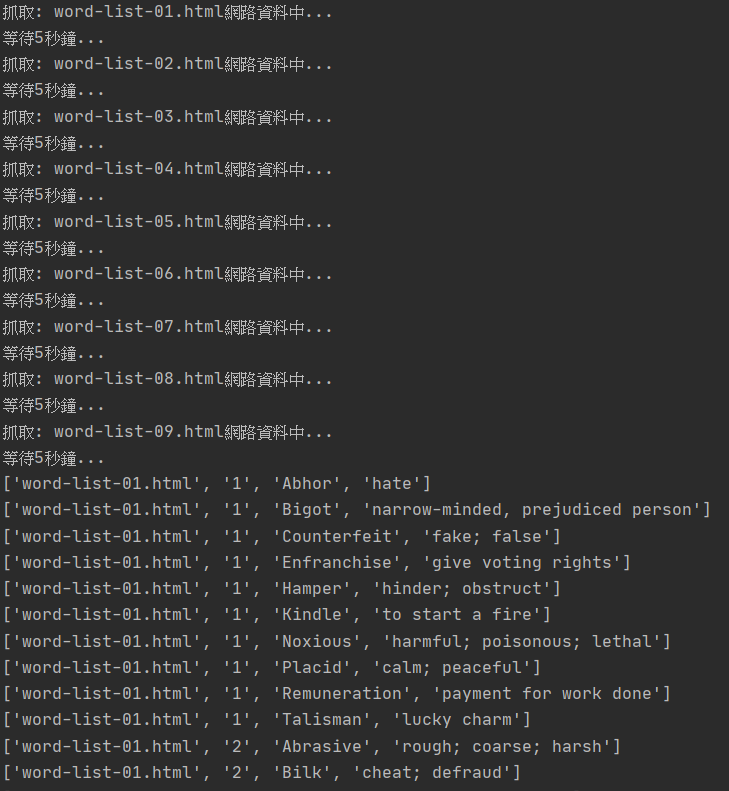 抓取: word-list-01.html網路資料中...
等待5秒鐘...
抓取: word-list-02.html網路資料中...
等待5秒鐘...
抓取: word-list-03.html網路資料中...
等待5秒鐘...
抓取: word-list-04.html網路資料中...
等待5秒鐘...
抓取: word-list-05.html網路資料中...
等待5秒鐘...
抓取: word-list-06.html網路資料中...
等待5秒鐘...
抓取: word-list-07.html網路資料中...
等待5秒鐘...
抓取: word-list-08.html網路資料中...
等待5秒鐘...
抓取: word-list-09.html網路資料中...
等待5秒鐘...
['word-list-01.html', '1', 'Abhor', 'hate']
['word-list-01.html', '1', 'Bigot', 'narrow-minded, prejudiced person']
['word-list-01.html', '1', 'Counterfeit', 'fake; false']
['word-list-01.html', '1', 'Enfranchise', 'give voting rights']
['word-list-01.html', '1', 'Hamper', 'hinder; obstruct']
['word-list-01.html', '1', 'Kindle', 'to start a fire']
['word-list-01.html', '1', 'Noxious', 'harmful; poisonous; lethal']
['word-list-01.html', '1', 'Placid', 'calm; peaceful']
['word-list-01.html', '1', 'Remuneration', 'payment for work done']
['word-list-01.html', '1', 'Talisman', 'lucky charm']
['word-list-01.html', '2', 'Abrasive', 'rough; coarse; harsh']
['word-list-01.html', '2', 'Bilk', 'cheat; defraud']